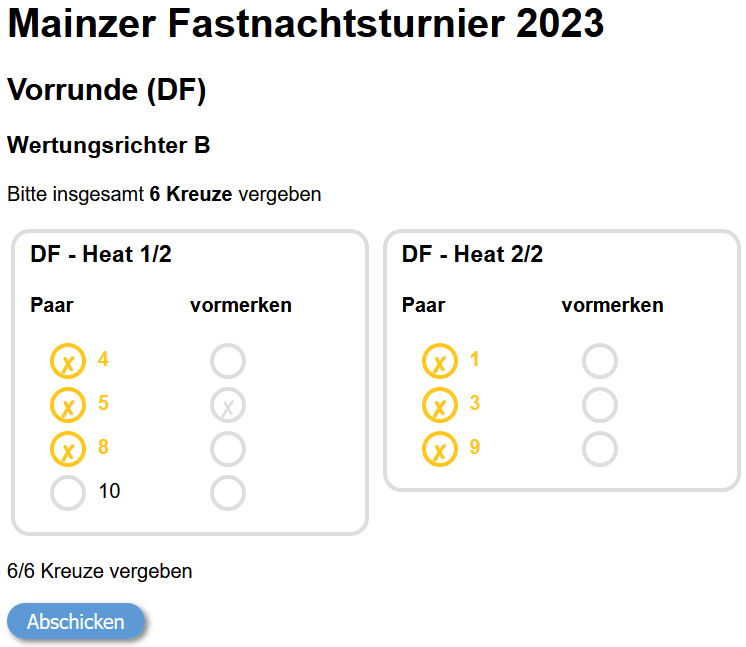 Mainzer Fastnachtsturnier 2023
Vorrunde (DF)
Wertungsrichter B
Bitte insgesamt 6 Kreuze vergeben
DF - Heat 1/2
Paar vormerken
x 4
x 5 x
x 8
10
DF - Heat 2/2
Paar vormerken
x 1
x 3
x 9
6/6 Kreuze vergeben
Abschicken